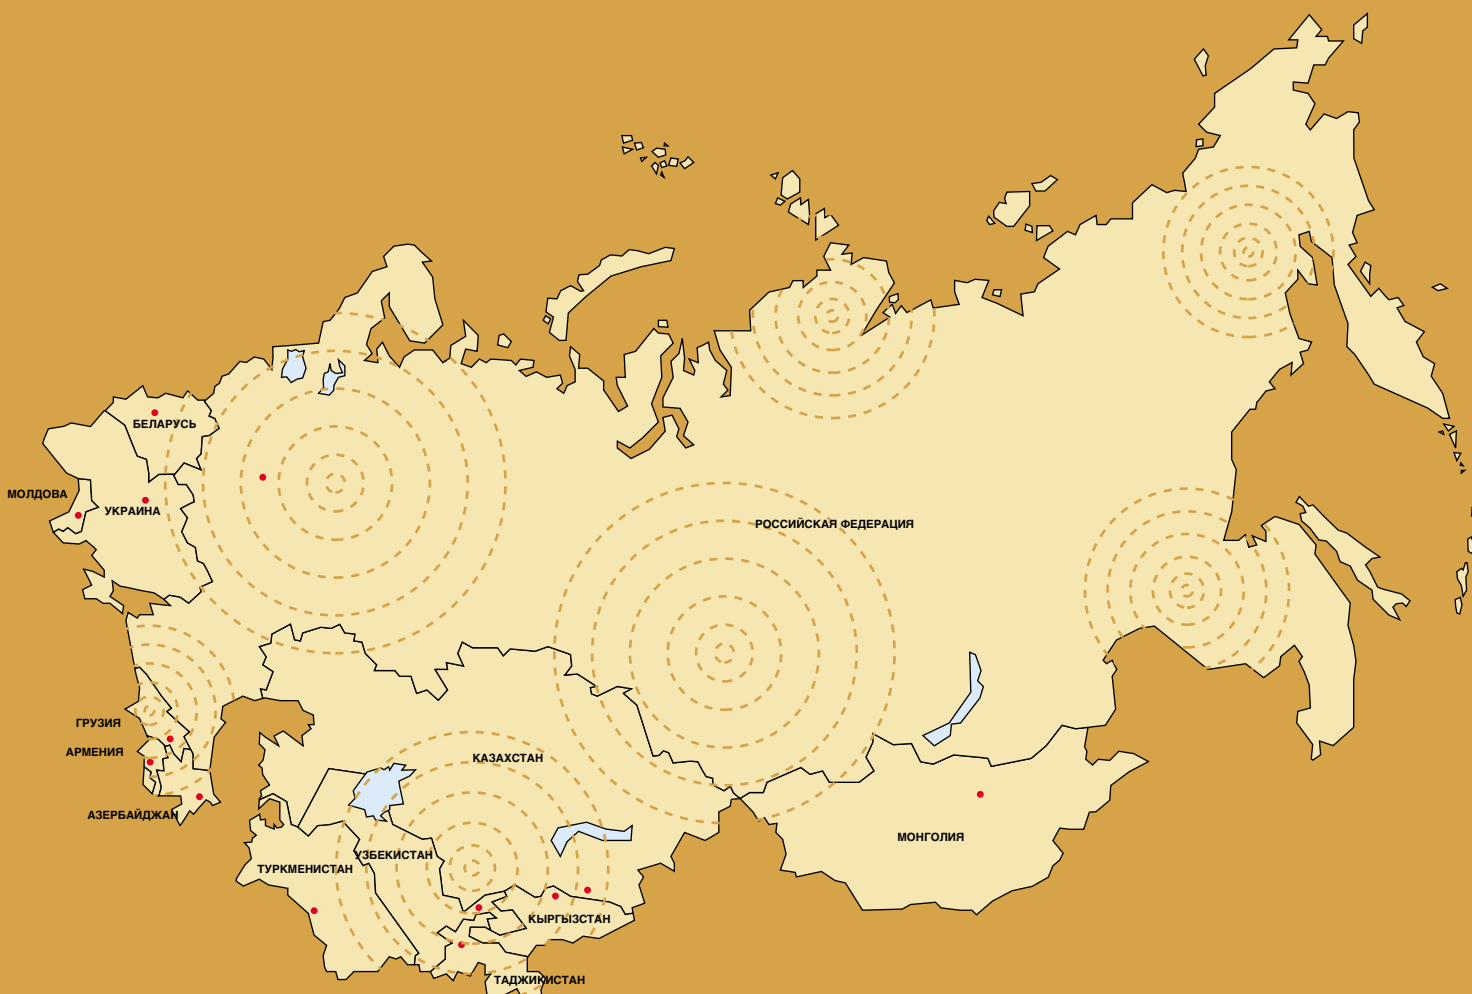 БЕЛАРУСЬ
МОЛДОВА
УКРАИНА
РОССИЙСКАЯ ФЕДЕРАЦИЯ
ГРУЗИЯ
АРМЕНИЯ
КАЗАХСТАН
АЗЕРБАЙДЖАН
МОНГОЛИЯ
УЗБЕКИСТАН
ТУРКМЕНИСТАН
КЫРГЫЗСТАН
ТАДЖИКИСТАН